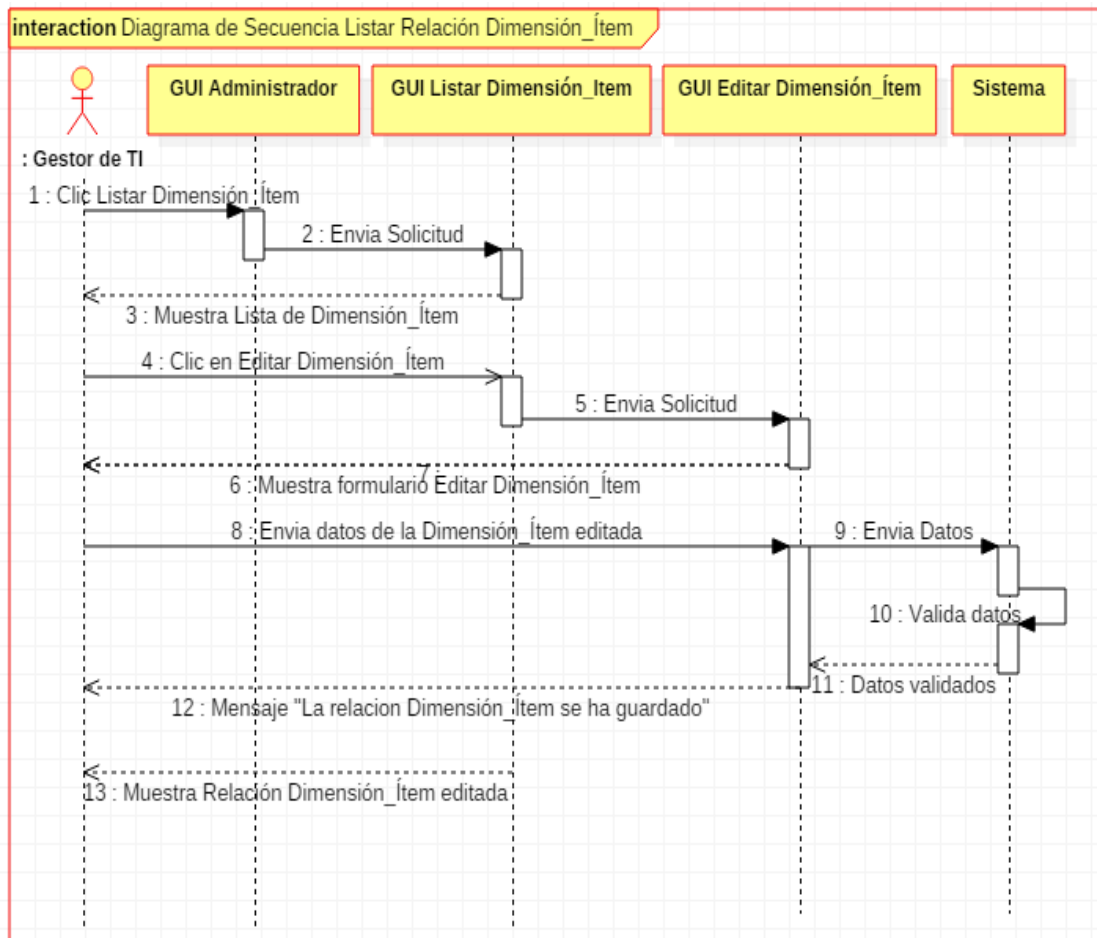 interaction Diagrama de Secuencia Listar Relación Dimensión_Ítem
GUI Administrador
GUI Listar Dimensión_Item
GUI Editar Dimensión_Ítem
Sistema
: Gestor de TI
1 : Clic Listar Dimensión_Ítem
2 : Envia Solicitud
3 : Muestra Lista de Dimensión_Ítem
4 : Clic en Editar Dimensión_Ítem
5 : Envia Solicitud
7 :
6 : Muestra formulario Editar Dimensión_Ítem
8 : Envia datos de la Dimensión_Ítem editada
9 : Envia Datos
10 : Valida datos
11 : Datos validados
12 : Mensaje "La relacion Dimensión_Ítem se ha guardado"
13 : Muestra Relación Dimensión_Ítem editada